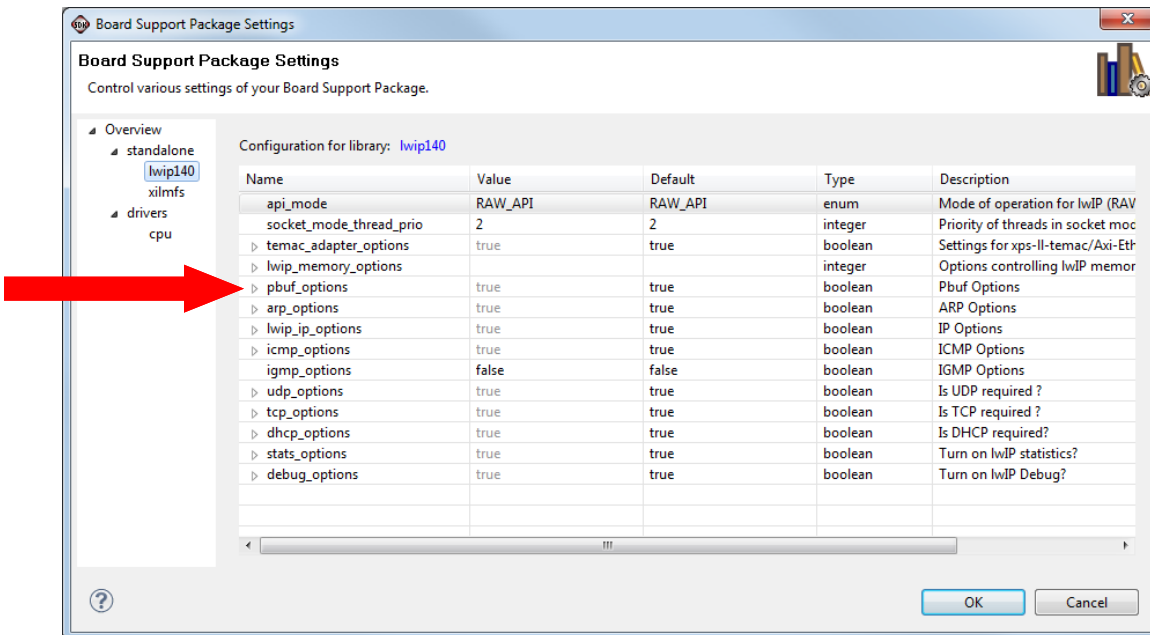 SDK Board Support Package Settings
Board Support Package Settings
Control various settings of your Board Support Package.
Overview
standalone
lwip140
xilmfs
drivers
cpu
Configuration for library: lwip140
Name Value Default Type Description
api_mode RAW_API RAW_API enum Mode of operation for lwIP (RAW
socket_mode_thread_prio 2 2 integer Priority of threads in socket mod
temac_adapter_options true true boolean Settings for xps-ll-temac/Axi-Eth
lwip_memory_options integer Options controlling lwIP memor
pbuf_options true true boolean Pbuf Options
arp_options true true boolean ARP Options
lwip_ip_options true true boolean IP Options
icmp_options true true boolean ICMP Options
igmp_options false false boolean IGMP Options
udp_options true true boolean Is UDP required ?
tcp_options true true boolean Is TCP required ?
dhcp_options true true boolean Is DHCP required?
stats_options true true boolean Turn on lwIP statistics?
debug_options true true boolean Turn on lwIP Debug?
OK Cancel